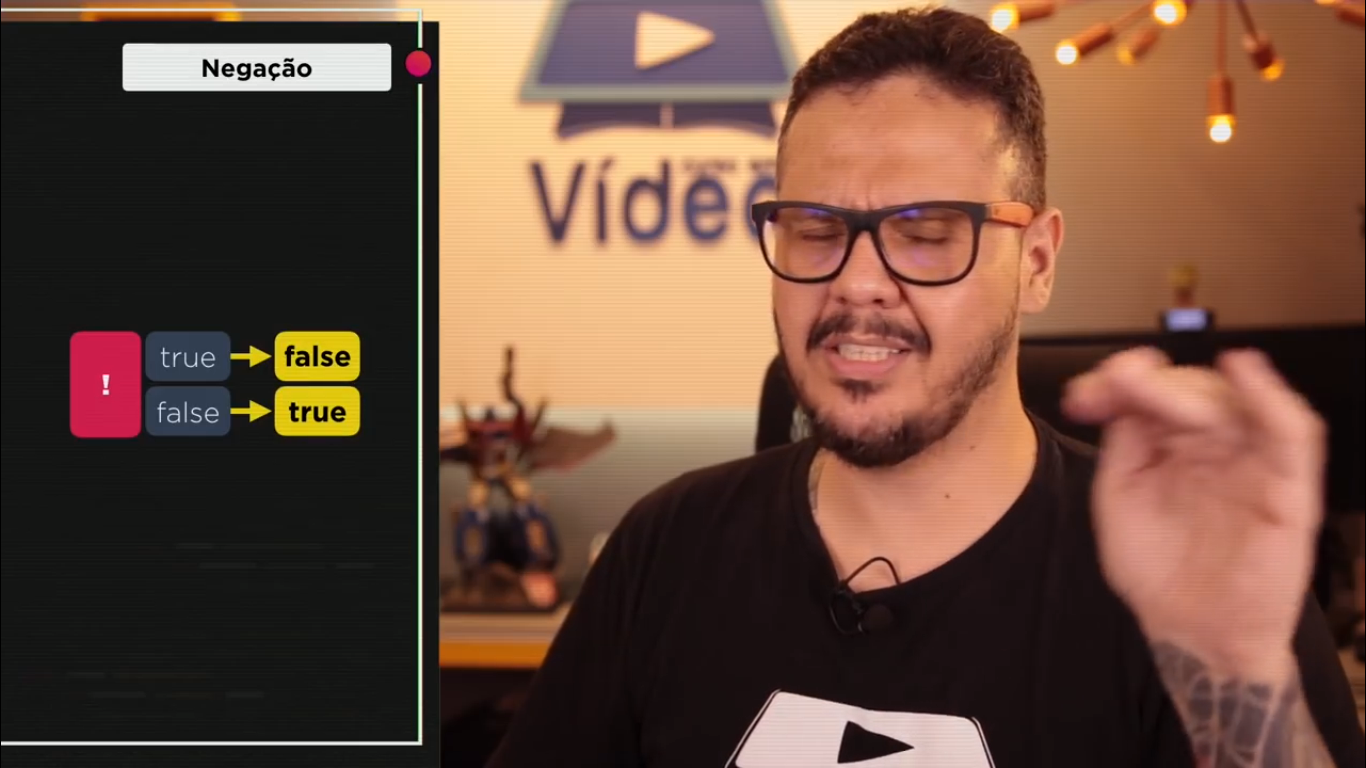 Negação
Vídeo
!
true
false
false
true